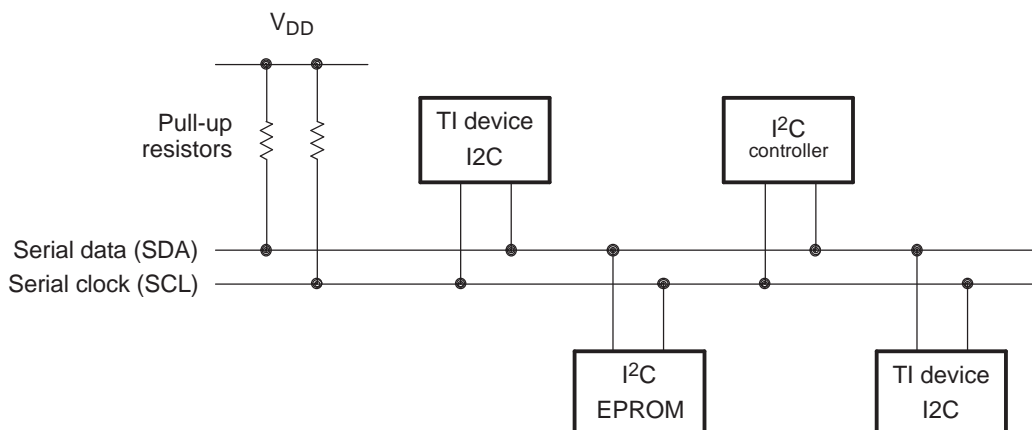 V_DD
Pull-up
resistors
TI device
I2C
I²C
controller
Serial data (SDA)
Serial clock (SCL)
I²C
EPROM
TI device
I2C